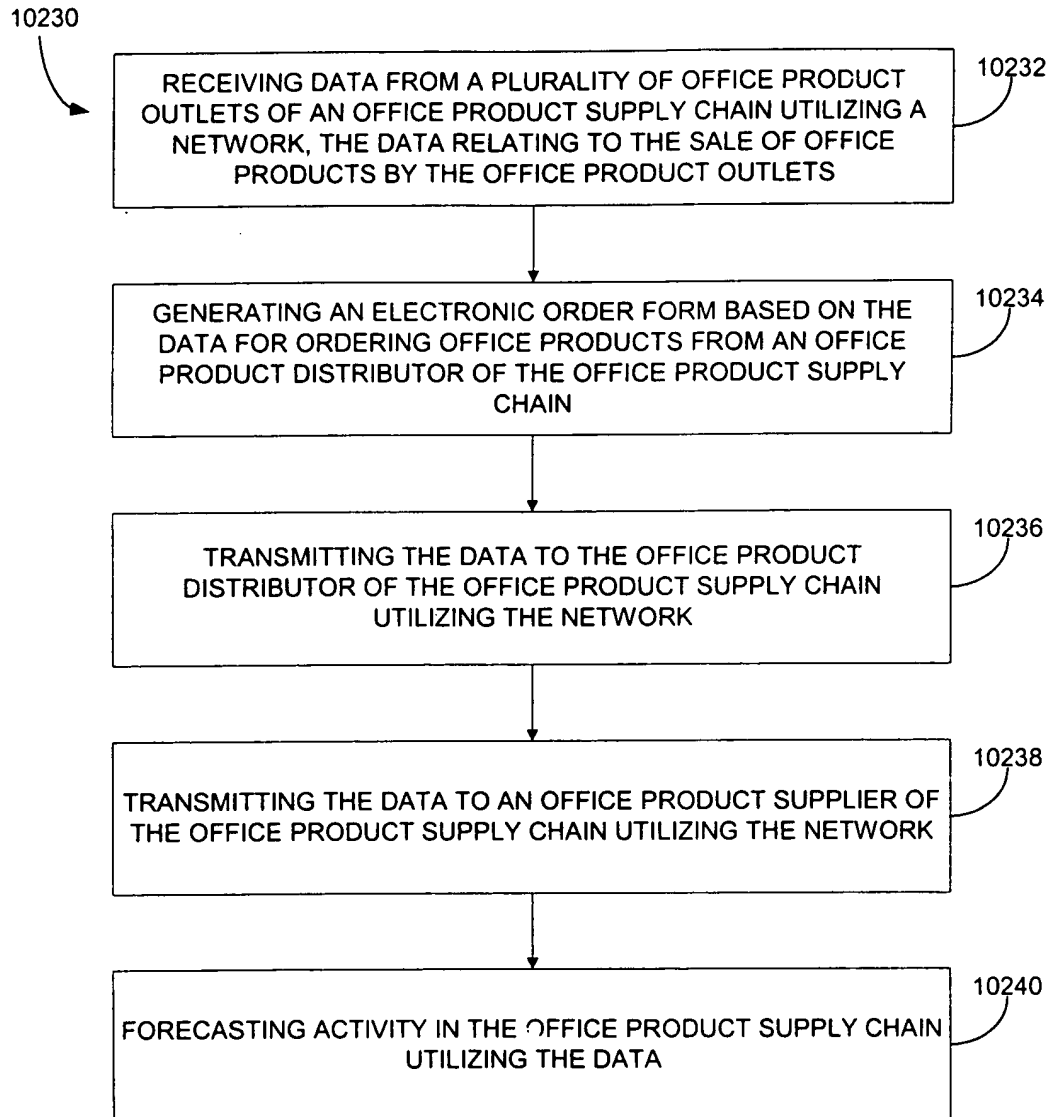 10230
10232
RECEIVING DATA FROM A PLURALITY OF OFFICE PRODUCT
OUTLETS OF AN OFFICE PRODUCT SUPPLY CHAIN UTILIZING A
NETWORK, THE DATA RELATING TO THE SALE OF OFFICE
PRODUCTS BY THE OFFICE PRODUCT OUTLETS
10234
GENERATING AN ELECTRONIC ORDER FORM BASED ON THE
DATA FOR ORDERING OFFICE PRODUCTS FROM AN OFFICE
PRODUCT DISTRIBUTOR OF THE OFFICE PRODUCT SUPPLY
CHAIN
10236
TRANSMITTING THE DATA TO THE OFFICE PRODUCT
DISTRIBUTOR OF THE OFFICE PRODUCT SUPPLY CHAIN
UTILIZING THE NETWORK
10238
TRANSMITTING THE DATA TO AN OFFICE PRODUCT SUPPLIER OF
THE OFFICE PRODUCT SUPPLY CHAIN UTILIZING THE NETWORK
10240
FORECASTING ACTIVITY IN THE OFFICE PRODUCT SUPPLY CHAIN
UTILIZING THE DATA